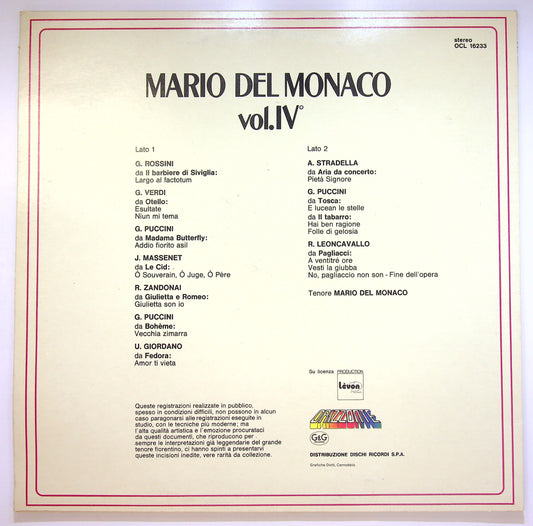 stereo
OCL 16233
MARIO DEL MONACO
vol.IV°
Lato 1
G. ROSSINI
da Il barbiere di Siviglia:
Largo al factotum
G. VERDI
da Otello:
Esultate
Niun mi tema
G. PUCCINI
da Madama Butterfly:
Addio fiorito asil
J. MASSENET
da Le Cid:
Ô Souverain, Ô Juge, Ô Père
R. ZANDONAI
da Giulietta e Romeo:
Giulietta son io
G. PUCCINI
da Bohème:
Vecchia zimarra
U. GIORDANO
da Fedora:
Amor ti vieta
Lato 2
A. STRADELLA
da Aria da concerto:
Pietà Signore
G. PUCCINI
da Tosca:
E lucean le stelle
da Il tabarro:
Hai ben ragione
Folle di gelosia
R. LEONCAVALLO
da Pagliacci:
A ventitré ore
Vesti la giubba
No, pagliaccio non son - Fine dell'opera
Tenore MARIO DEL MONACO
Queste registrazioni realizzate in pubblico,
spesso in condizioni difficili, non possono in alcun
caso paragonarsi alle registrazioni eseguite in
studio, con le tecniche più moderne; ma
l'alta qualità artistica e l'emozione procurataci
da questi documenti, che riproducono per
sempre le interpretazioni già leggendarie del grande
tenore fiorentino, ci hanno spinti a presentarvi
queste incisioni inedite, vere rarità da collezione.
Su licenza
PRODUCTION
Lèvon
ORIZZONTE
G&G
DISTRIBUZIONE DISCHI RICORDI S.P.A.
Grafiche Dotti, Cernobbio